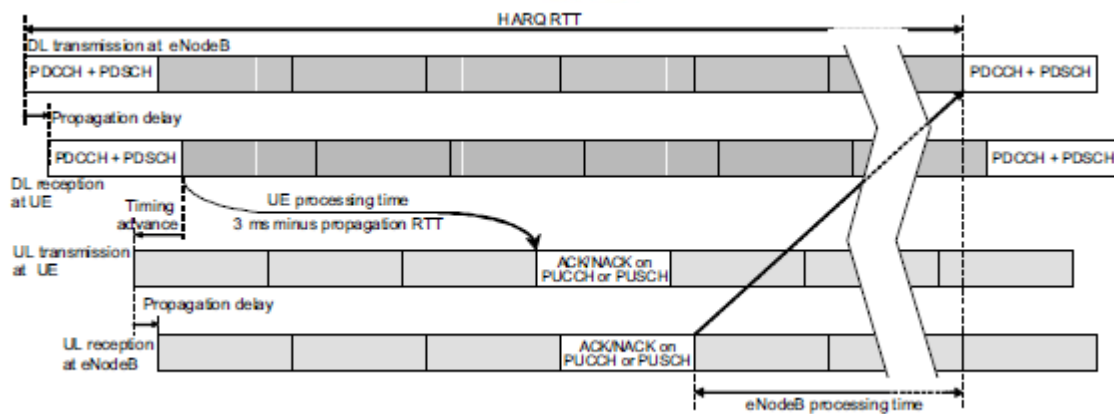 HARQ RTT
DL transmission at eNodeB
PDCCH + PDSCH
PDCCH + PDSCH
Propagation delay
PDCCH + PDSCH
PDCCH + PDSCH
DL reception
at UE
Timing
advance
UE processing time
3 ms minus propagation RTT
UL transmission
at UE
ACK/NACK on
PUCCH or PUSCH
Propagation delay
UL reception
at eNodeB
ACK/NACK on
PUCCH or PUSCH
eNodeB processing time